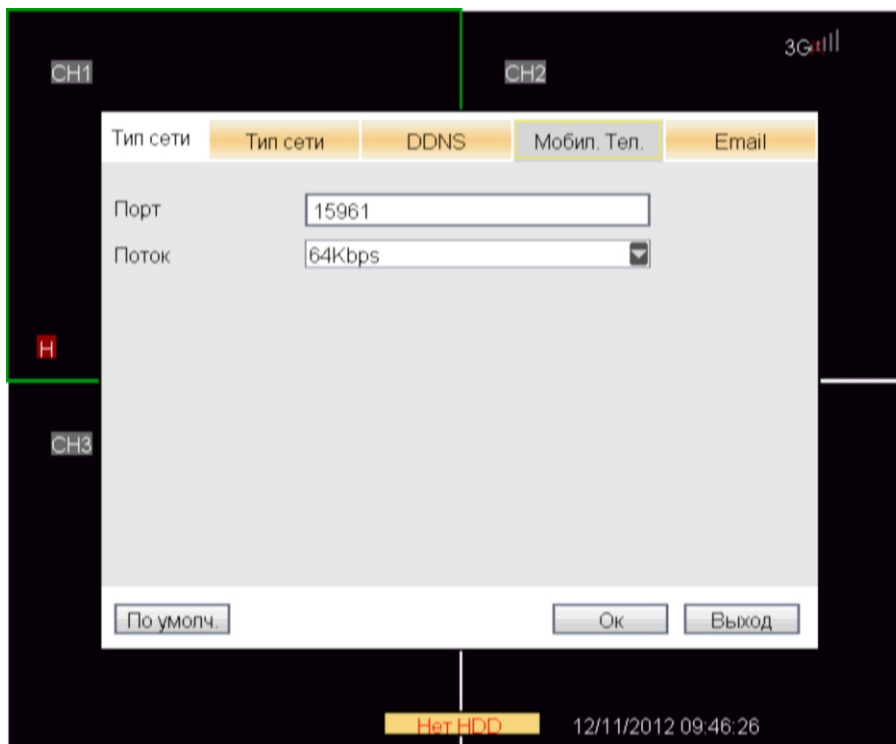 3G
CH1 CH2
Тип сети Тип сети DDNS Мобил. Тел. Email
Порт 15961
Поток 64Kbps
H
CH3
По умолч. Ок Выход
Нет HDD 12/11/2012 09:46:26